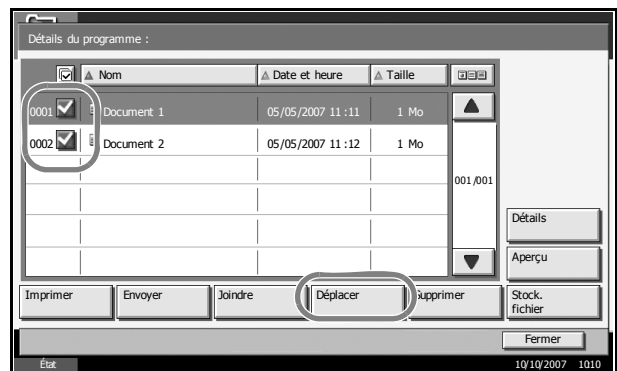 Détails du programme :
Nom Date et heure Taille
0001 Document 1 05/05/2007 11 :11 1 Mo
0002 Document 2 05/05/2007 11 :12 1 Mo
001 /001
Détails
Aperçu
Imprimer Envoyer Joindre Déplacer Supprimer Stock. fichier
Fermer
État 10/10/2007 1010